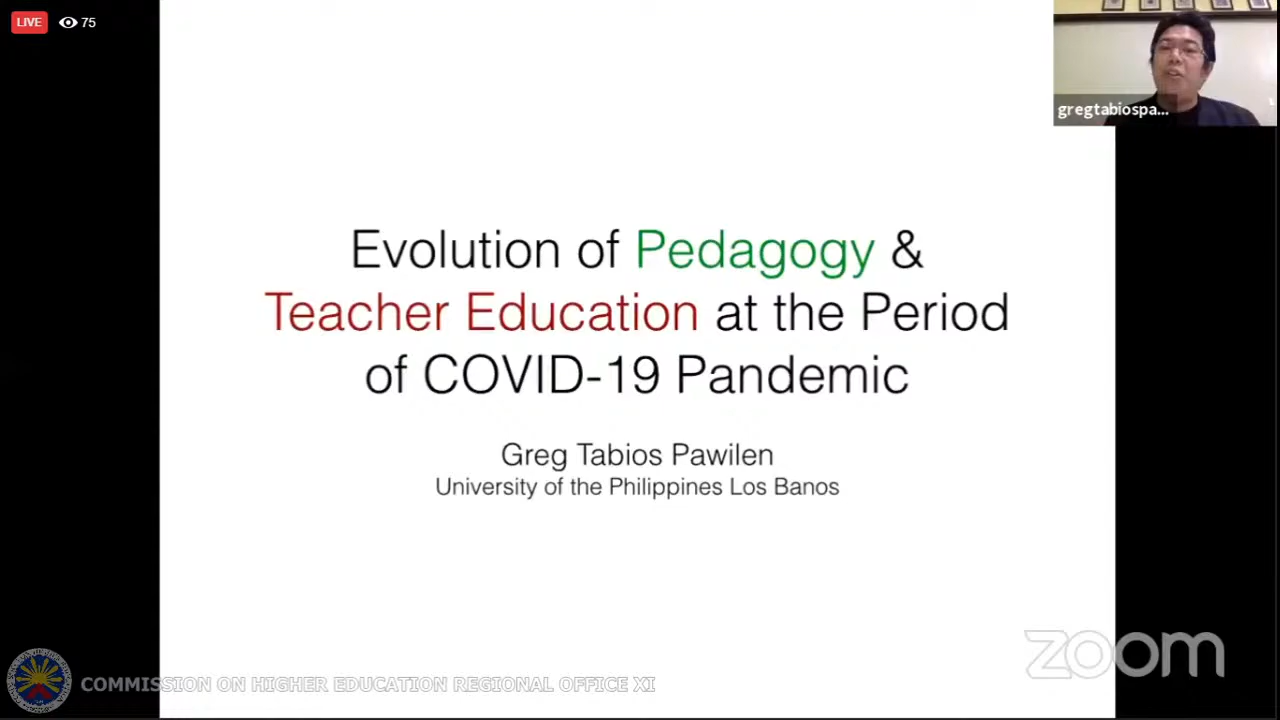 LIVE 75
gregtabiospa...
Evolution of Pedagogy &
Teacher Education at the Period
of COVID-19 Pandemic
Greg Tabios Pawilen
University of the Philippines Los Banos
zoom
COMMISSION ON HIGHER EDUCATION REGIONAL OFFICE XI